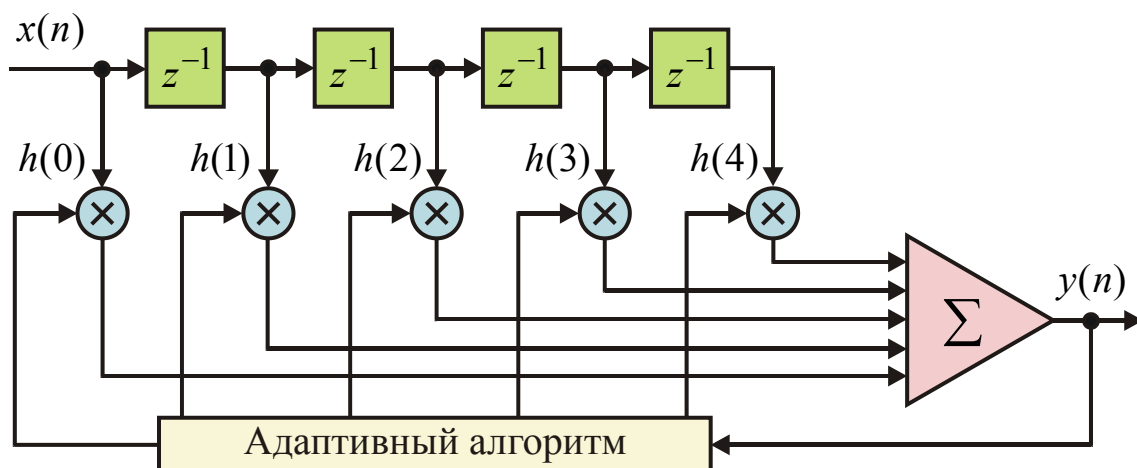 x(n)
z⁻¹ z⁻¹ z⁻¹ z⁻¹
h(0) h(1) h(2) h(3) h(4)
× × × × ×
Σ
y(n)
Адаптивный алгоритм